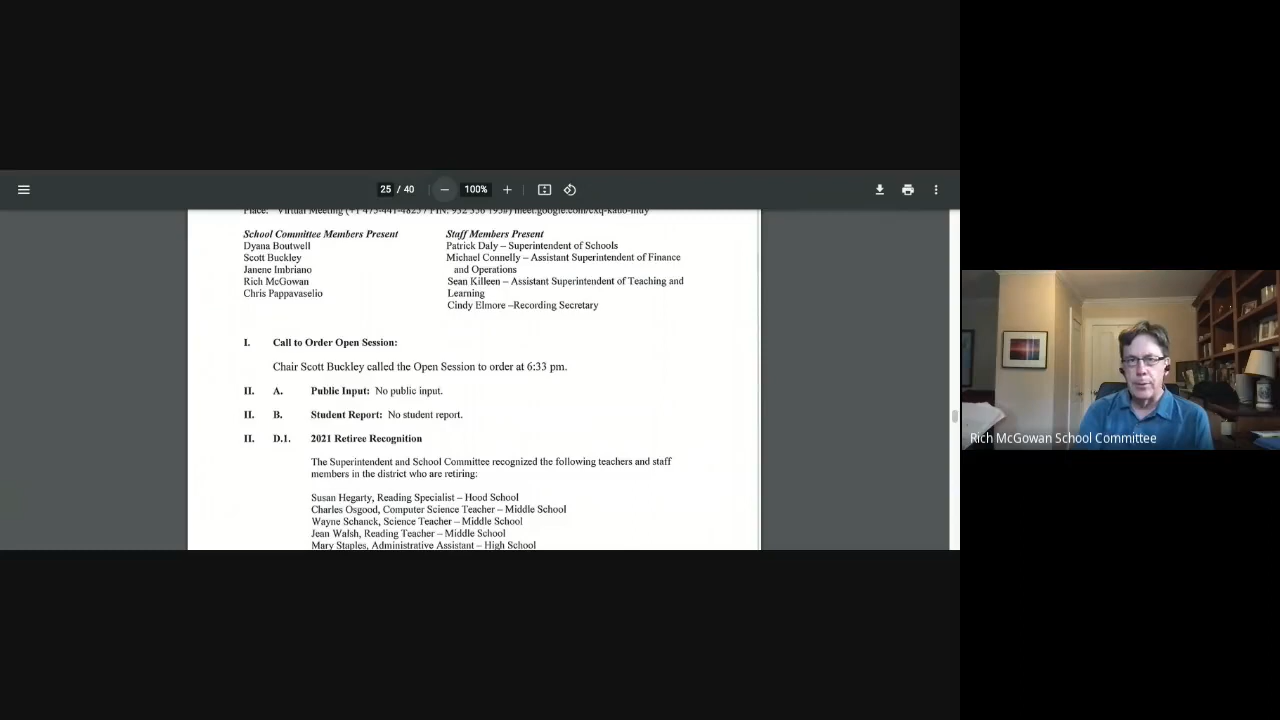 25 / 40
100%
Place: Virtual Meeting
School Committee Members Present
Staff Members Present
Dyana Boutwell
Patrick Daly – Superintendent of Schools
Scott Buckley
Michael Connelly – Assistant Superintendent of Finance
Janene Imbriano
and Operations
Rich McGowan
Sean Killeen – Assistant Superintendent of Teaching and
Chris Pappavaselio
Learning
Cindy Elmore –Recording Secretary
I. Call to Order Open Session:
Chair Scott Buckley called the Open Session to order at 6:33 pm.
II. A. Public Input: No public input.
II. B. Student Report: No student report.
II. D.1. 2021 Retiree Recognition
The Superintendent and School Committee recognized the following teachers and staff
members in the district who are retiring:
Susan Hegarty, Reading Specialist – Hood School
Charles Osgood, Computer Science Teacher – Middle School
Wayne Schanck, Science Teacher – Middle School
Jean Walsh, Reading Teacher – Middle School
Mary Staples, Administrative Assistant – High School
Rich McGowan School Committee